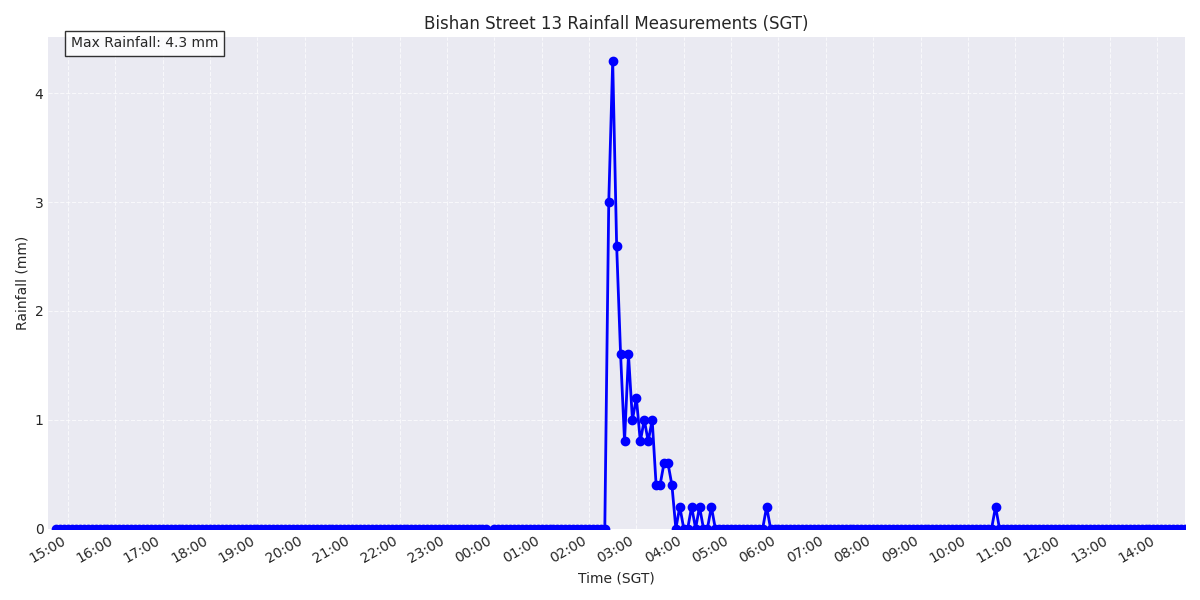 Bishan Street 13 Rainfall Measurements (SGT)
Max Rainfall: 4.3 mm
Rainfall (mm)
4
3
2
1
0
15:00 16:00 17:00 18:00 19:00 20:00 21:00 22:00 23:00 00:00 01:00 02:00 03:00 04:00 05:00 06:00 07:00 08:00 09:00 10:00 11:00 12:00 13:00 14:00
Time (SGT)